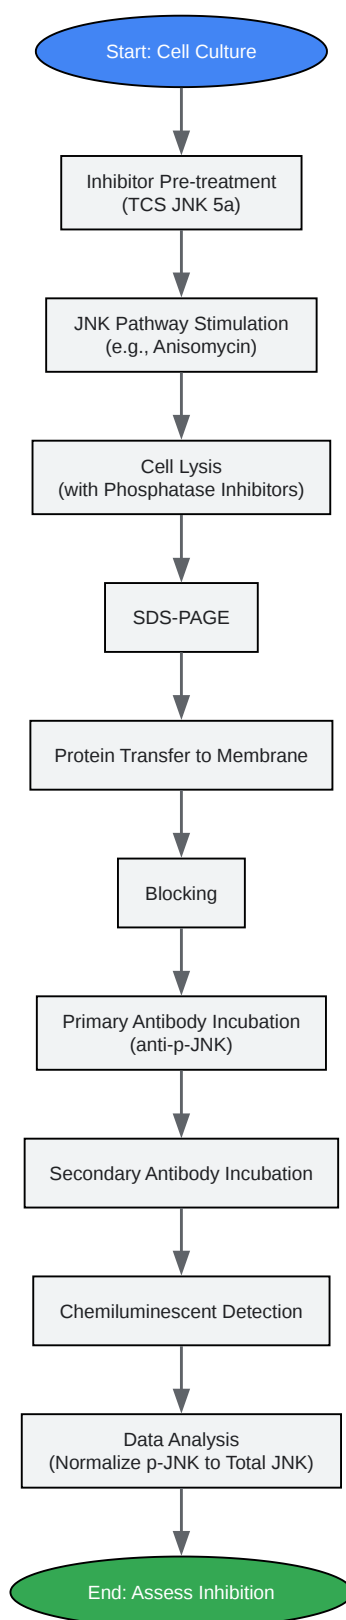 Start: Cell Culture
Inhibitor Pre-treatment
(TCS JNK 5a)
JNK Pathway Stimulation
(e.g., Anisomycin)
Cell Lysis
(with Phosphatase Inhibitors)
SDS-PAGE
Protein Transfer to Membrane
Blocking
Primary Antibody Incubation
(anti-p-JNK)
Secondary Antibody Incubation
Chemiluminescent Detection
Data Analysis
(Normalize p-JNK to Total JNK)
End: Assess Inhibition